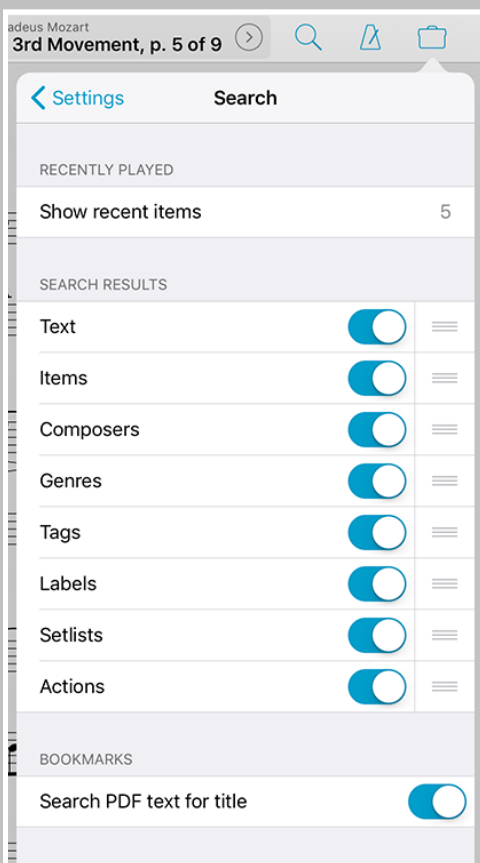 adeus Mozart
3rd Movement, p. 5 of 9
Settings
Search
RECENTLY PLAYED
Show recent items 5
SEARCH RESULTS
Text
Items
Composers
Genres
Tags
Labels
Setlists
Actions
BOOKMARKS
Search PDF text for title